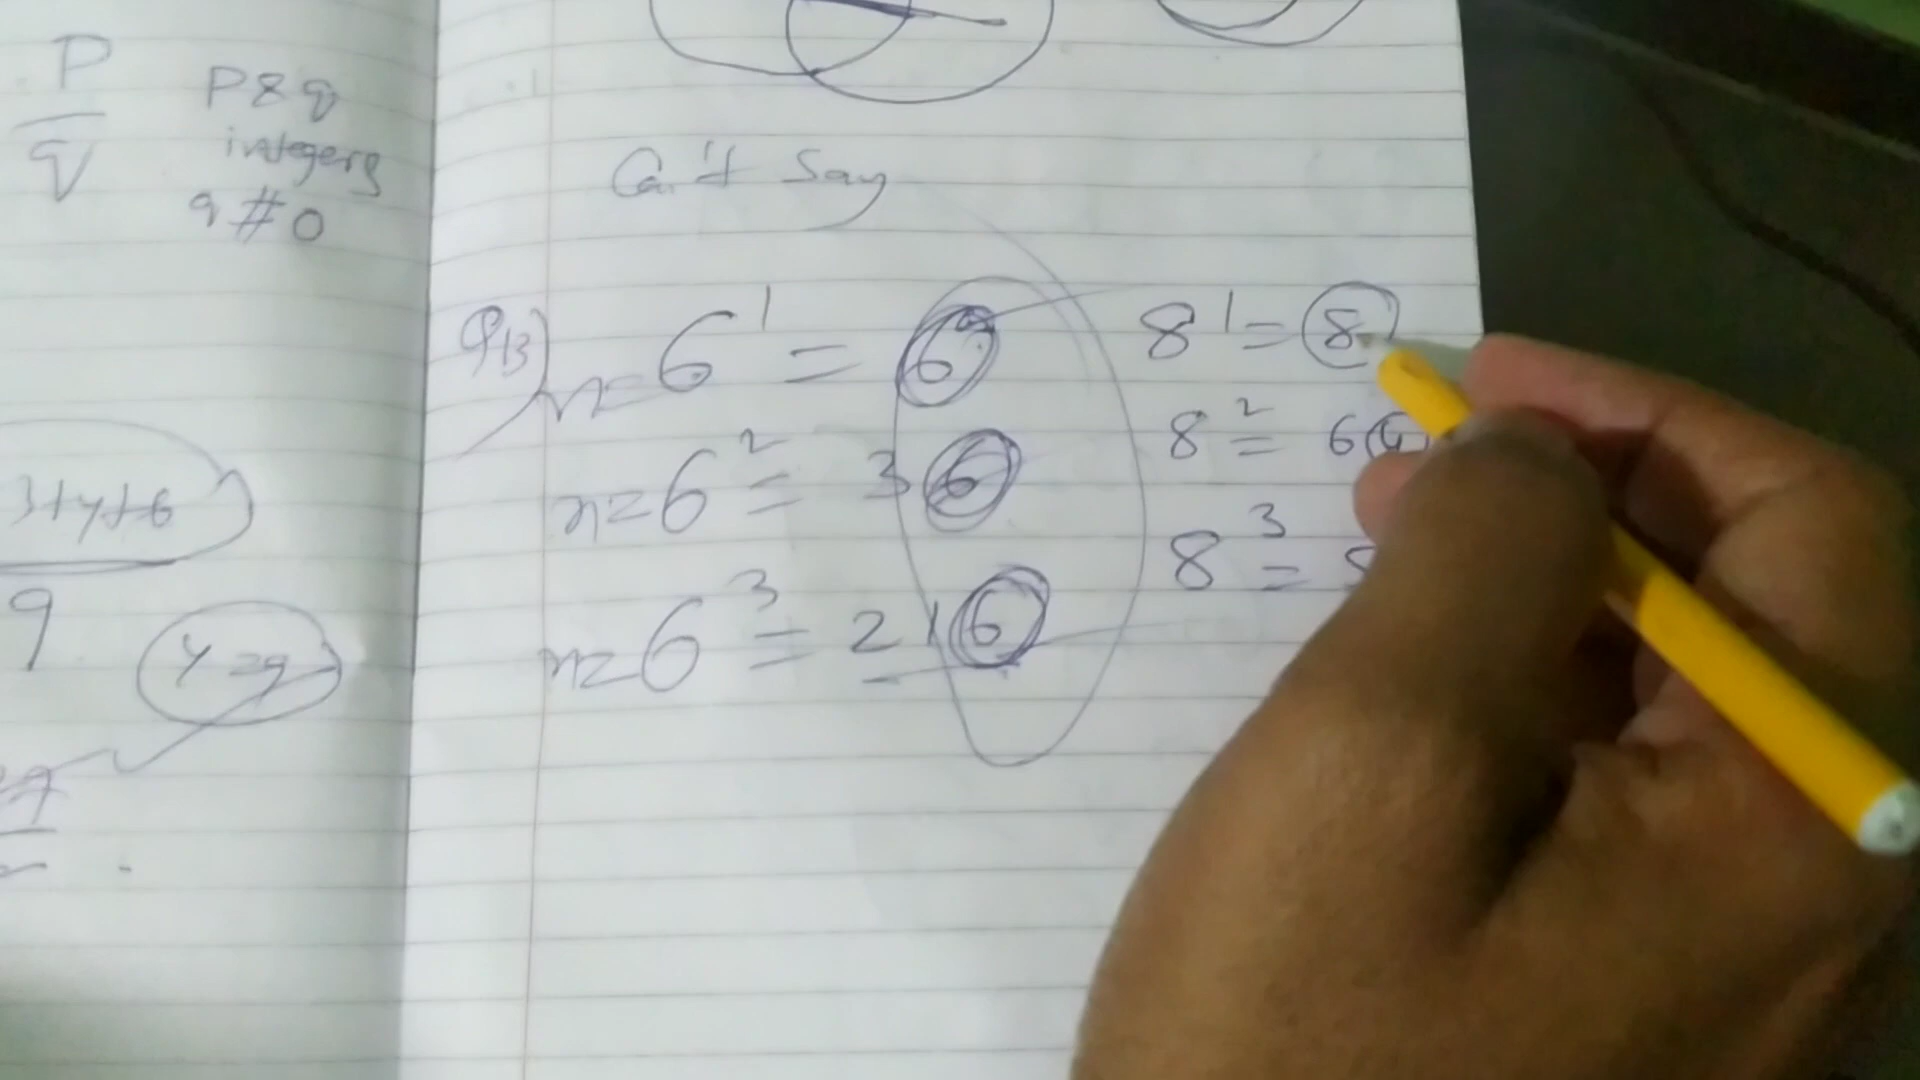 P
q
P&q
integers
q#0
3+y+6
9
y=9
Can't Say
Q13)
n=6¹ = 6
n=6² = 36
n=6³ = 216
8¹ = 8
8² = 64
8³ =